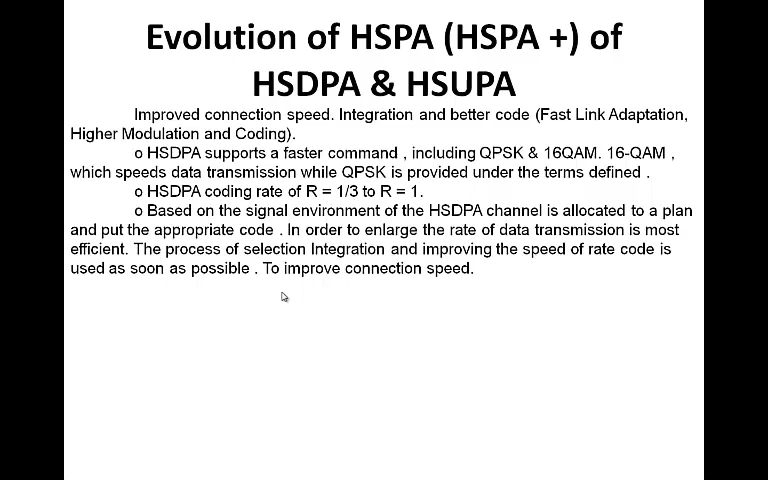 Evolution of HSPA (HSPA +) of
HSDPA & HSUPA
Improved connection speed. Integration and better code (Fast Link Adaptation,
Higher Modulation and Coding).
o HSDPA supports a faster command , including QPSK & 16QAM. 16-QAM ,
which speeds data transmission while QPSK is provided under the terms defined .
o HSDPA coding rate of R = 1/3 to R = 1.
o Based on the signal environment of the HSDPA channel is allocated to a plan
and put the appropriate code . In order to enlarge the rate of data transmission is most
efficient. The process of selection Integration and improving the speed of rate code is
used as soon as possible . To improve connection speed.